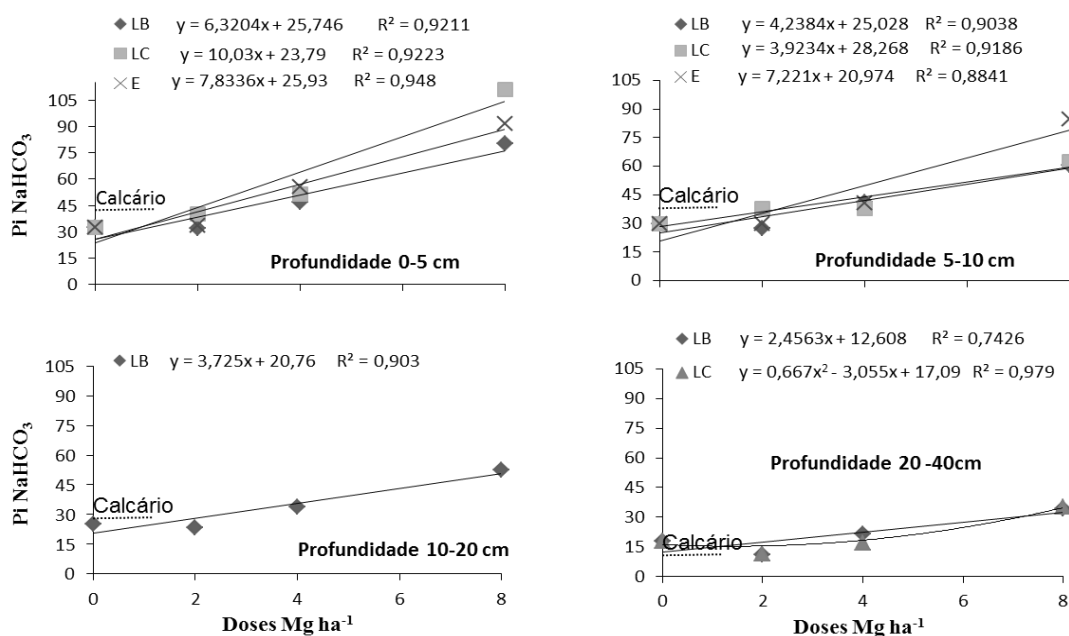 LB y = 6,3204x + 25,746 R² = 0,9211
LC y = 10,03x + 23,79 R² = 0,9223
E y = 7,8336x + 25,93 R² = 0,948
105
90
75
60
45
30
15
0
Pi NaHCO₃
Calcário
Profundidade 0-5 cm
LB y = 4,2384x + 25,028 R² = 0,9038
LC y = 3,9234x + 28,268 R² = 0,9186
E y = 7,221x + 20,974 R² = 0,8841
105
90
75
60
45
30
15
0
Calcário
Profundidade 5-10 cm
LB y = 3,725x + 20,76 R² = 0,903
105
90
75
60
45
30
15
0
Pi NaHCO₃
Calcário
Profundidade 10-20 cm
0 2 4 6 8
Doses Mg ha⁻¹
LB y = 2,4563x + 12,608 R² = 0,7426
LC y = 0,667x² - 3,055x + 17,09 R² = 0,979
105
90
75
60
45
30
15
0
Calcário
Profundidade 20 -40cm
0 2 4 6 8
Doses Mg ha⁻¹